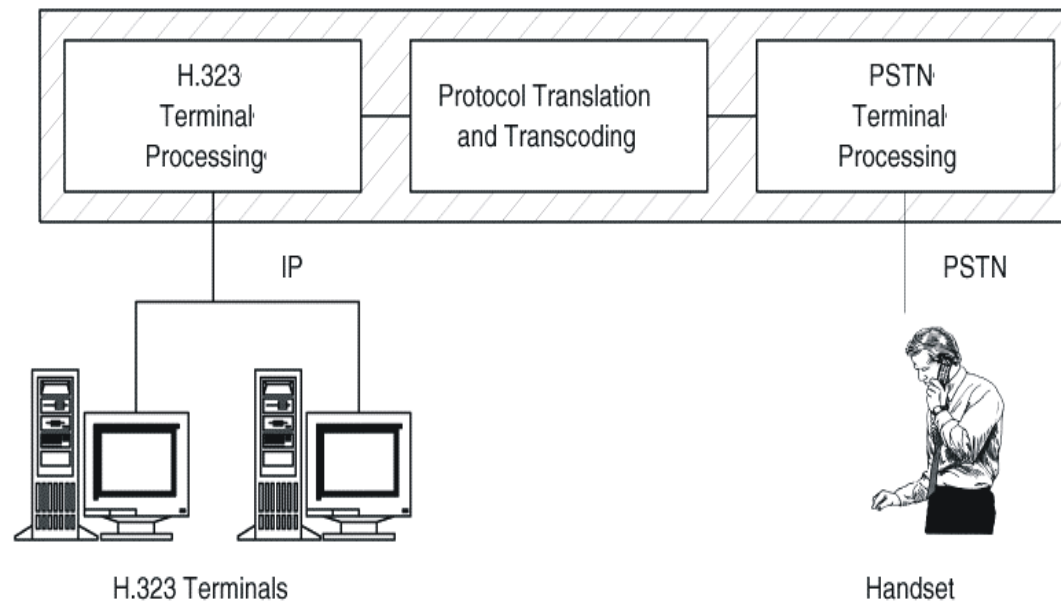 H.323
Terminal
Processing
Protocol Translation
and Transcoding
PSTN
Terminal
Processing
IP
PSTN
H.323 Terminals
Handset